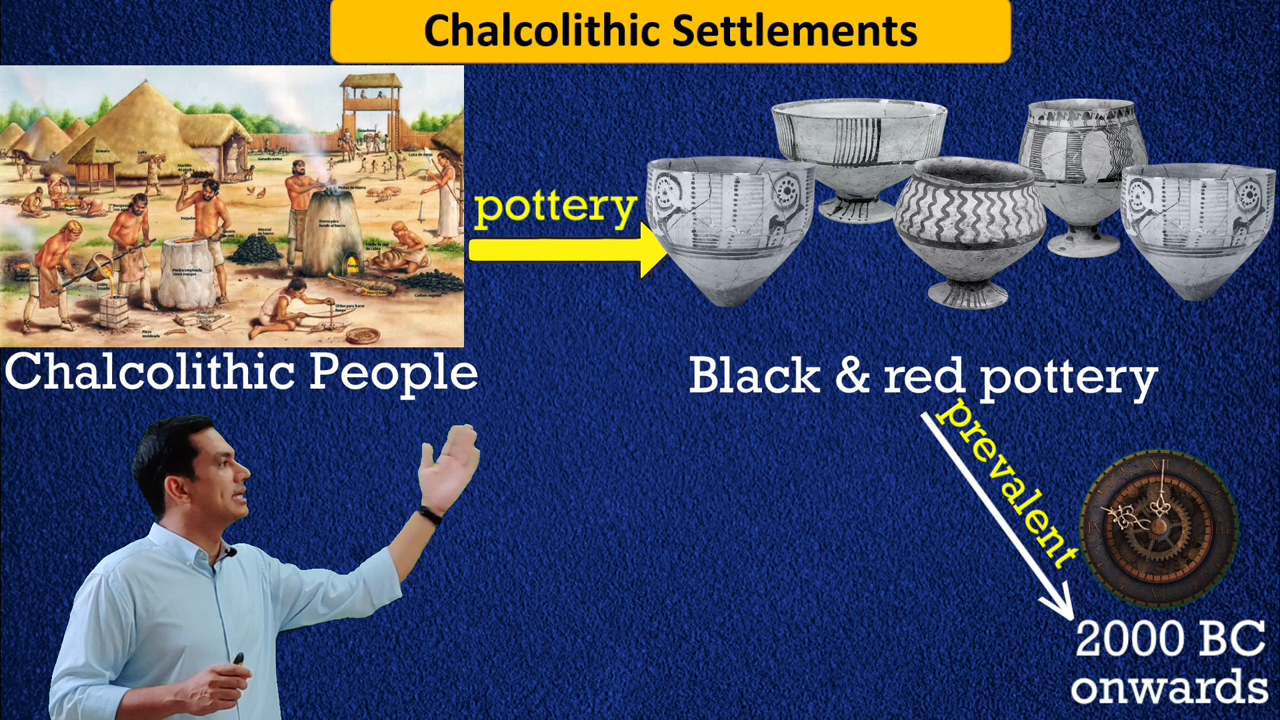 Chalcolithic Settlements
pottery
Chalcolithic People
Black & red pottery
prevalent
2000 BC
onwards